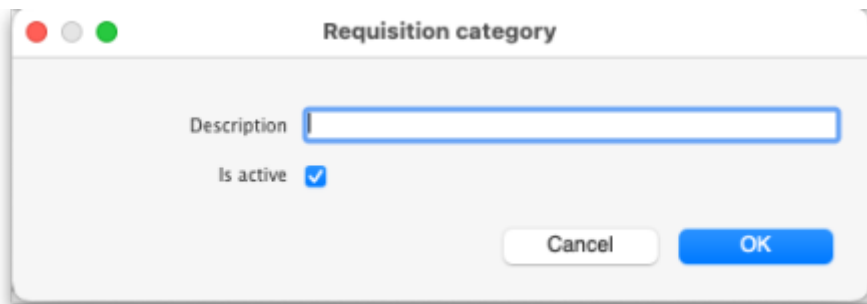 Requisition category
Description
Is active
Cancel
OK